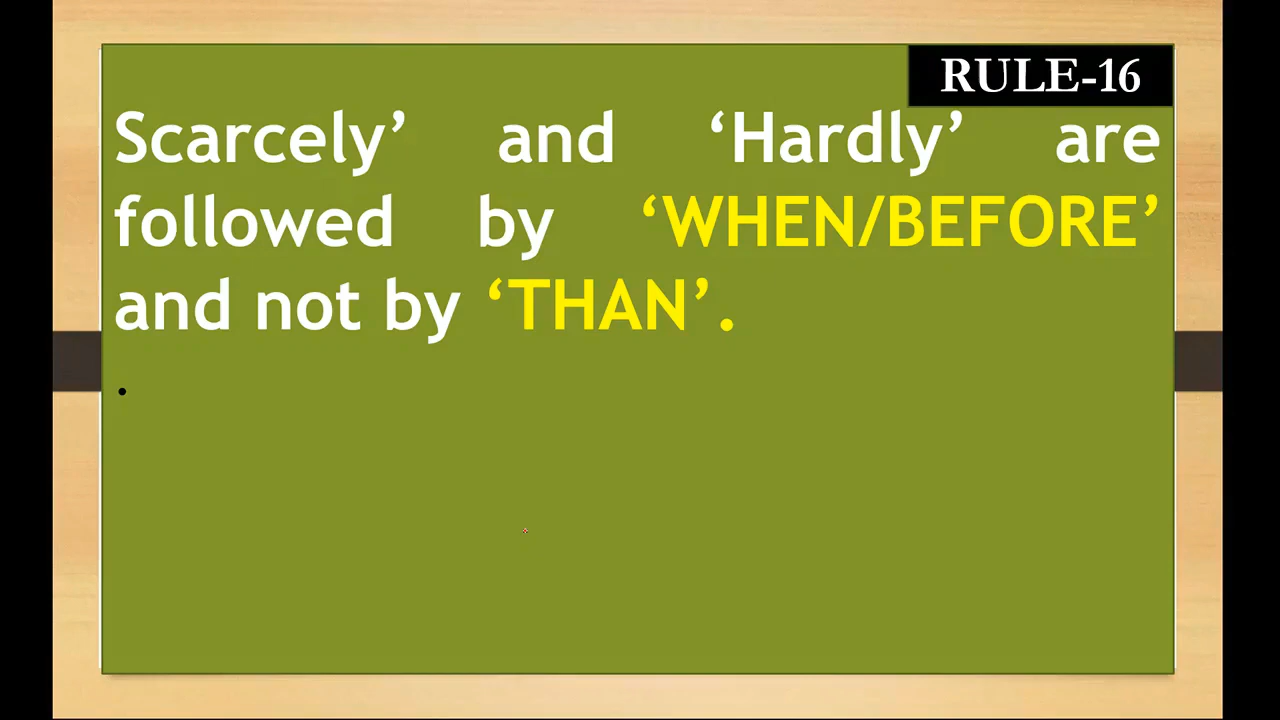 RULE-16
Scarcely’ and ‘Hardly’ are
followed by ‘WHEN/BEFORE’
and not by ‘THAN’.
•